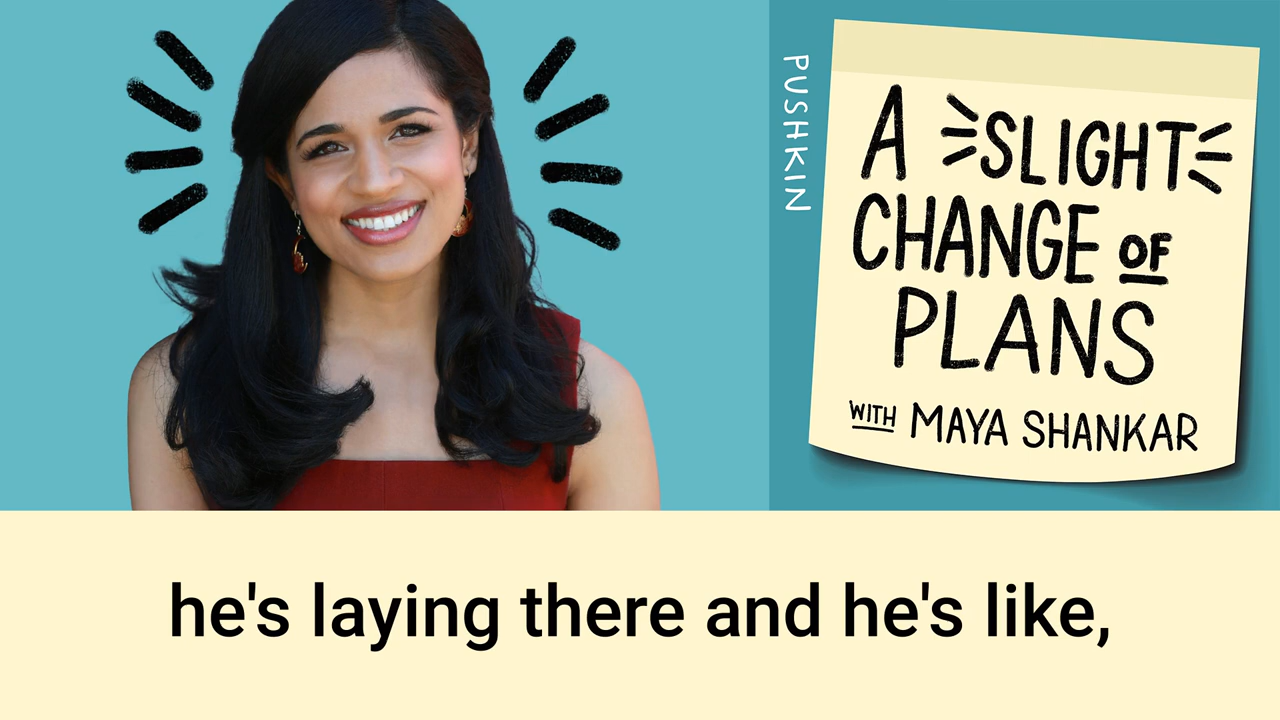 PUSHKIN
A SLIGHT
CHANGE OF
PLANS
WITH MAYA SHANKAR
he's laying there and he's like,